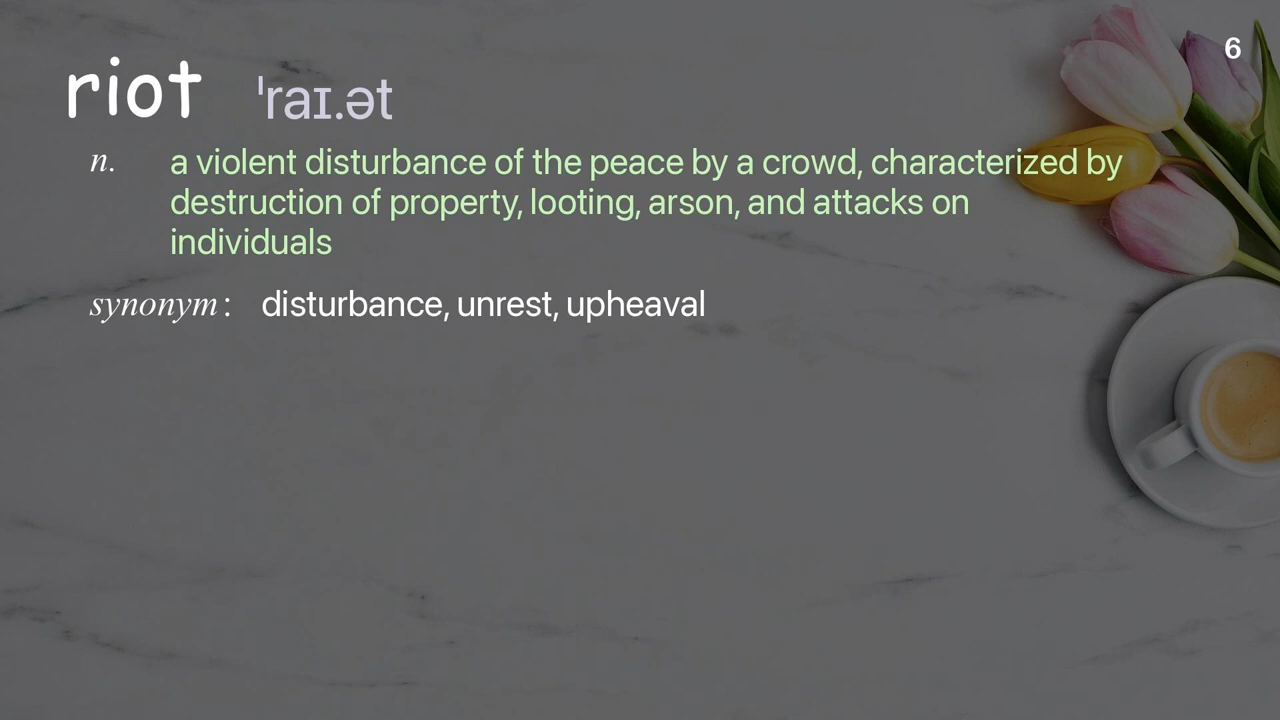 6
riot ˈraɪ.ət
n. a violent disturbance of the peace by a crowd, characterized by
destruction of property, looting, arson, and attacks on
individuals
synonym: disturbance, unrest, upheaval